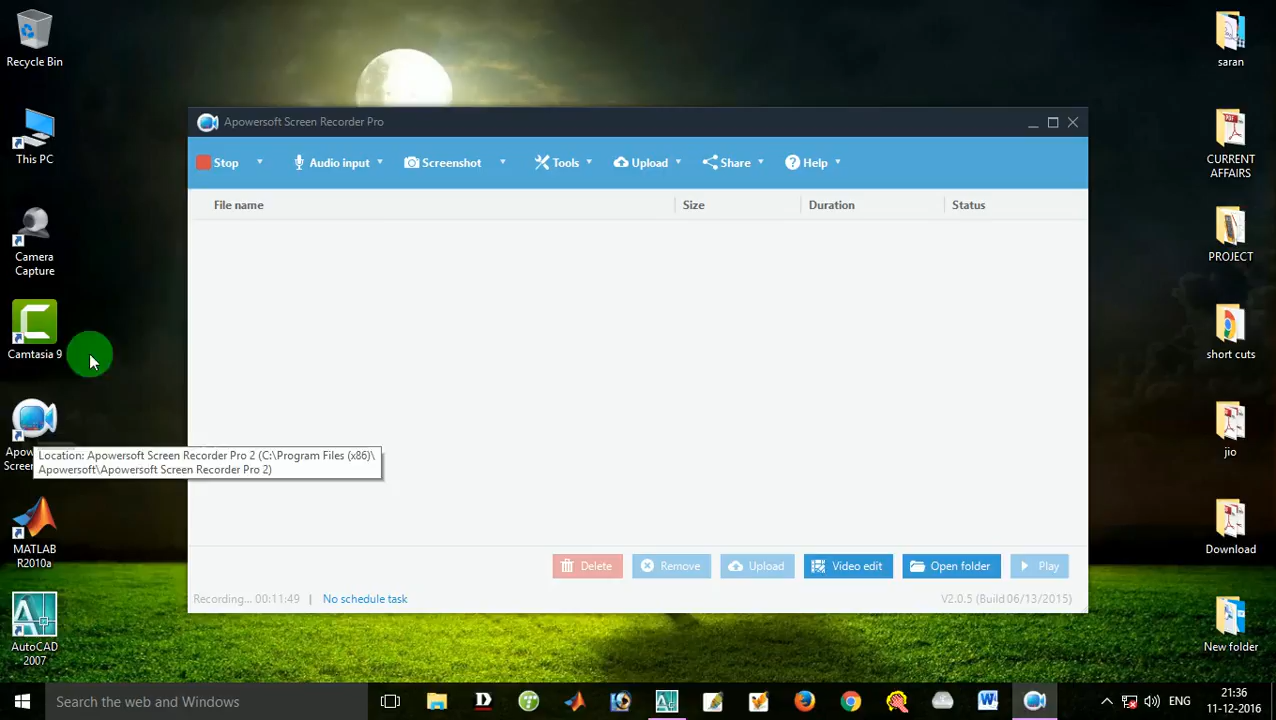 Recycle Bin
This PC
Camera
Capture
Camtasia 9
Apow
Screen
MATLAB
R2010a
AutoCAD
2007
Apowersoft Screen Recorder Pro
Stop
Audio input
Screenshot
Tools
Upload
Share
Help
File name
Size
Duration
Status
Location: Apowersoft Screen Recorder Pro 2 (C:\Program Files (x86)\
Apowersoft\Apowersoft Screen Recorder Pro 2)
Delete
Remove
Upload
Video edit
Open folder
Play
Recording... 00:11:49 | No schedule task
V2.0.5 (Build 06/13/2015)
saran
CURRENT
AFFAIRS
PROJECT
short cuts
jio
Download
New folder
Search the web and Windows
ENG
21:36
11-12-2016